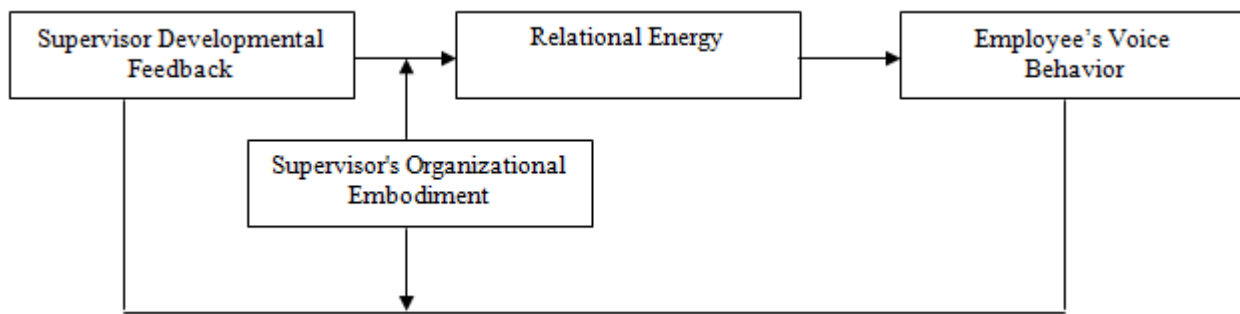 Supervisor Developmental
Feedback
Relational Energy
Employee’s Voice
Behavior
Supervisor's Organizational
Embodiment